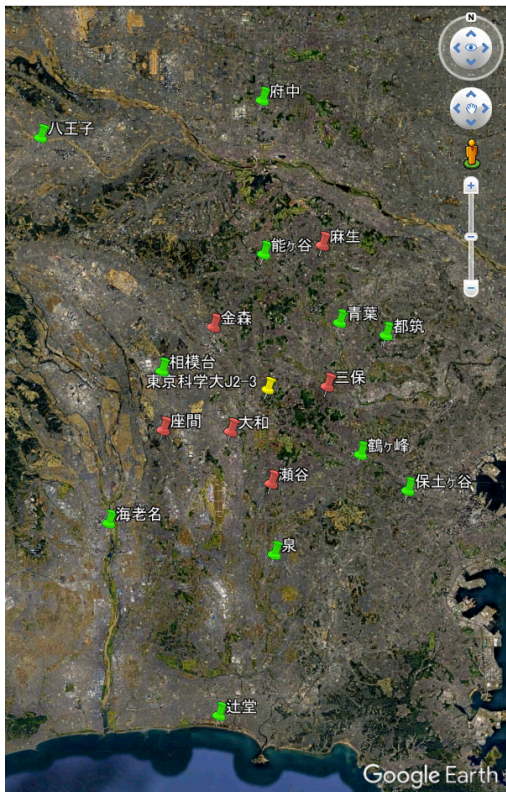 N
府中
八王子
麻生
能ヶ谷
金森
青葉
都筑
相模台
東京科学大J2-3
三保
座間
大和
鶴ヶ峰
瀬谷
保土ヶ谷
海老名
泉
辻堂
Google Earth